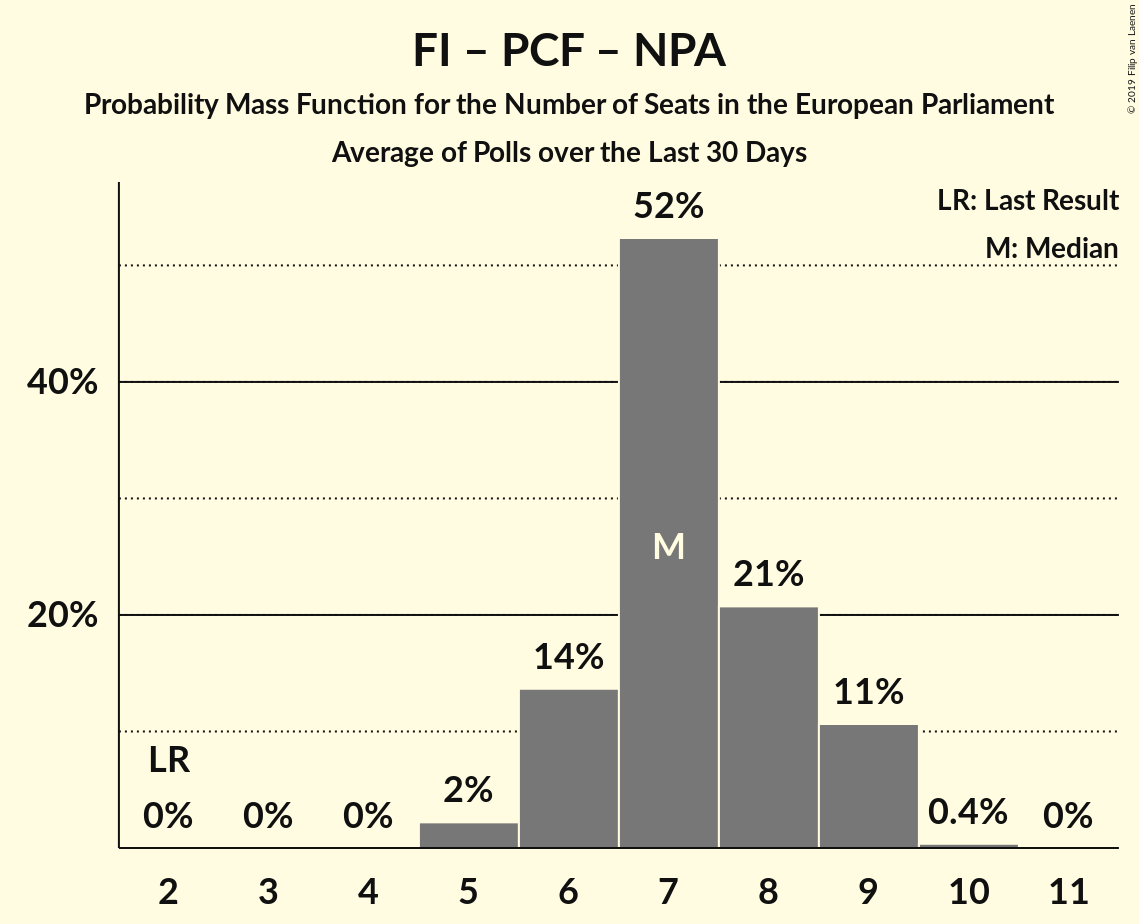 FI – PCF – NPA
Probability Mass Function for the Number of Seats in the European Parliament
Average of Polls over the Last 30 Days
© 2019 Filip van Laenen
LR: Last Result
M: Median
52%
40%
M
21%
20%
14%
11%
LR
2%
0%
0%
0%
0.4%
0%
2
3
4
5
6
7
8
9
10
11